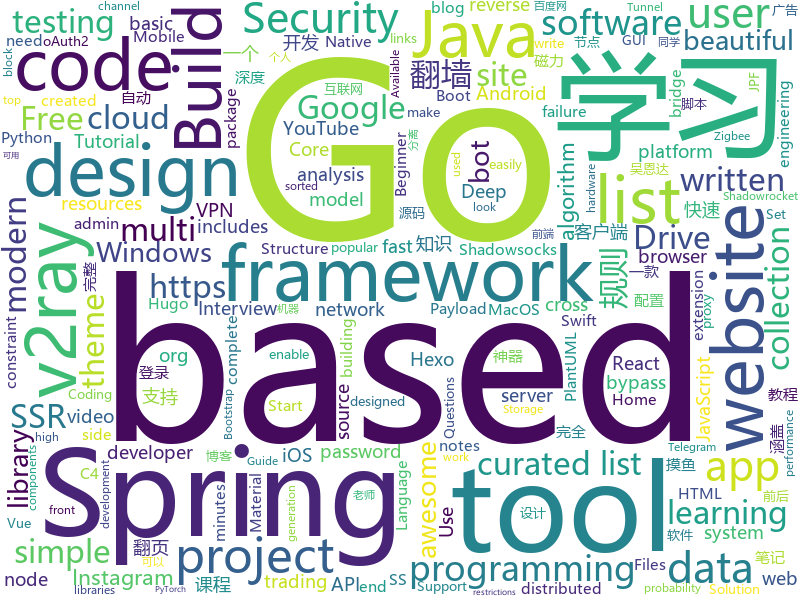 channel Tunnel 广告
Security reverse 百度网
testing blog links
basic Mobile Native 节点 write 同学
need oAuth2 开发 一个 GUI 个人
code Build Java software user
Go 学习 beautiful
深度 磁力
自动 cloud 翻墙 site Android engineering
Free package Google bridge JPF
created bot YouTube Boot failure 脚本
Python Available 互联网 Beginner Core Deep platform Zigbee
Tutorial analysis algorithm
design list written
resources VPN model make 分离 吴恩达
admin includes 源码 easily hardware 快速
v2ray multi Structure fast 知识 客户端 Set
modern Windows popular Shadowsocks used Drive Shadowrocket
framework 规则 website look architecture
https Hugo Interview network browser 前端
完整 theme cross 配置 一款 collection
based
org complete Payload MacOS Swift extension proxy constraint
SSR 登录 building Hexo 神器 React enable
library video 支持 Coding source server PlantUML bypass
Bootstrap Start designed Questions Home 教程
developer iOS side password
Spring tool app
components C4 博客 Guide 完全 JavaScript 涵盖
simple 翻页 Material minutes notes curated list 摸鱼
Use awesome Language Storage Telegram performance
front 老师 system HTML
node Vue project learning data
development generation 设计 distributed 软件 笔记
Instagram 机器 top 可以 Support Files web
end block 课程 trading API SS programming
work libraries PyTorch sorted Solution probability 可用 high restrictions 前后